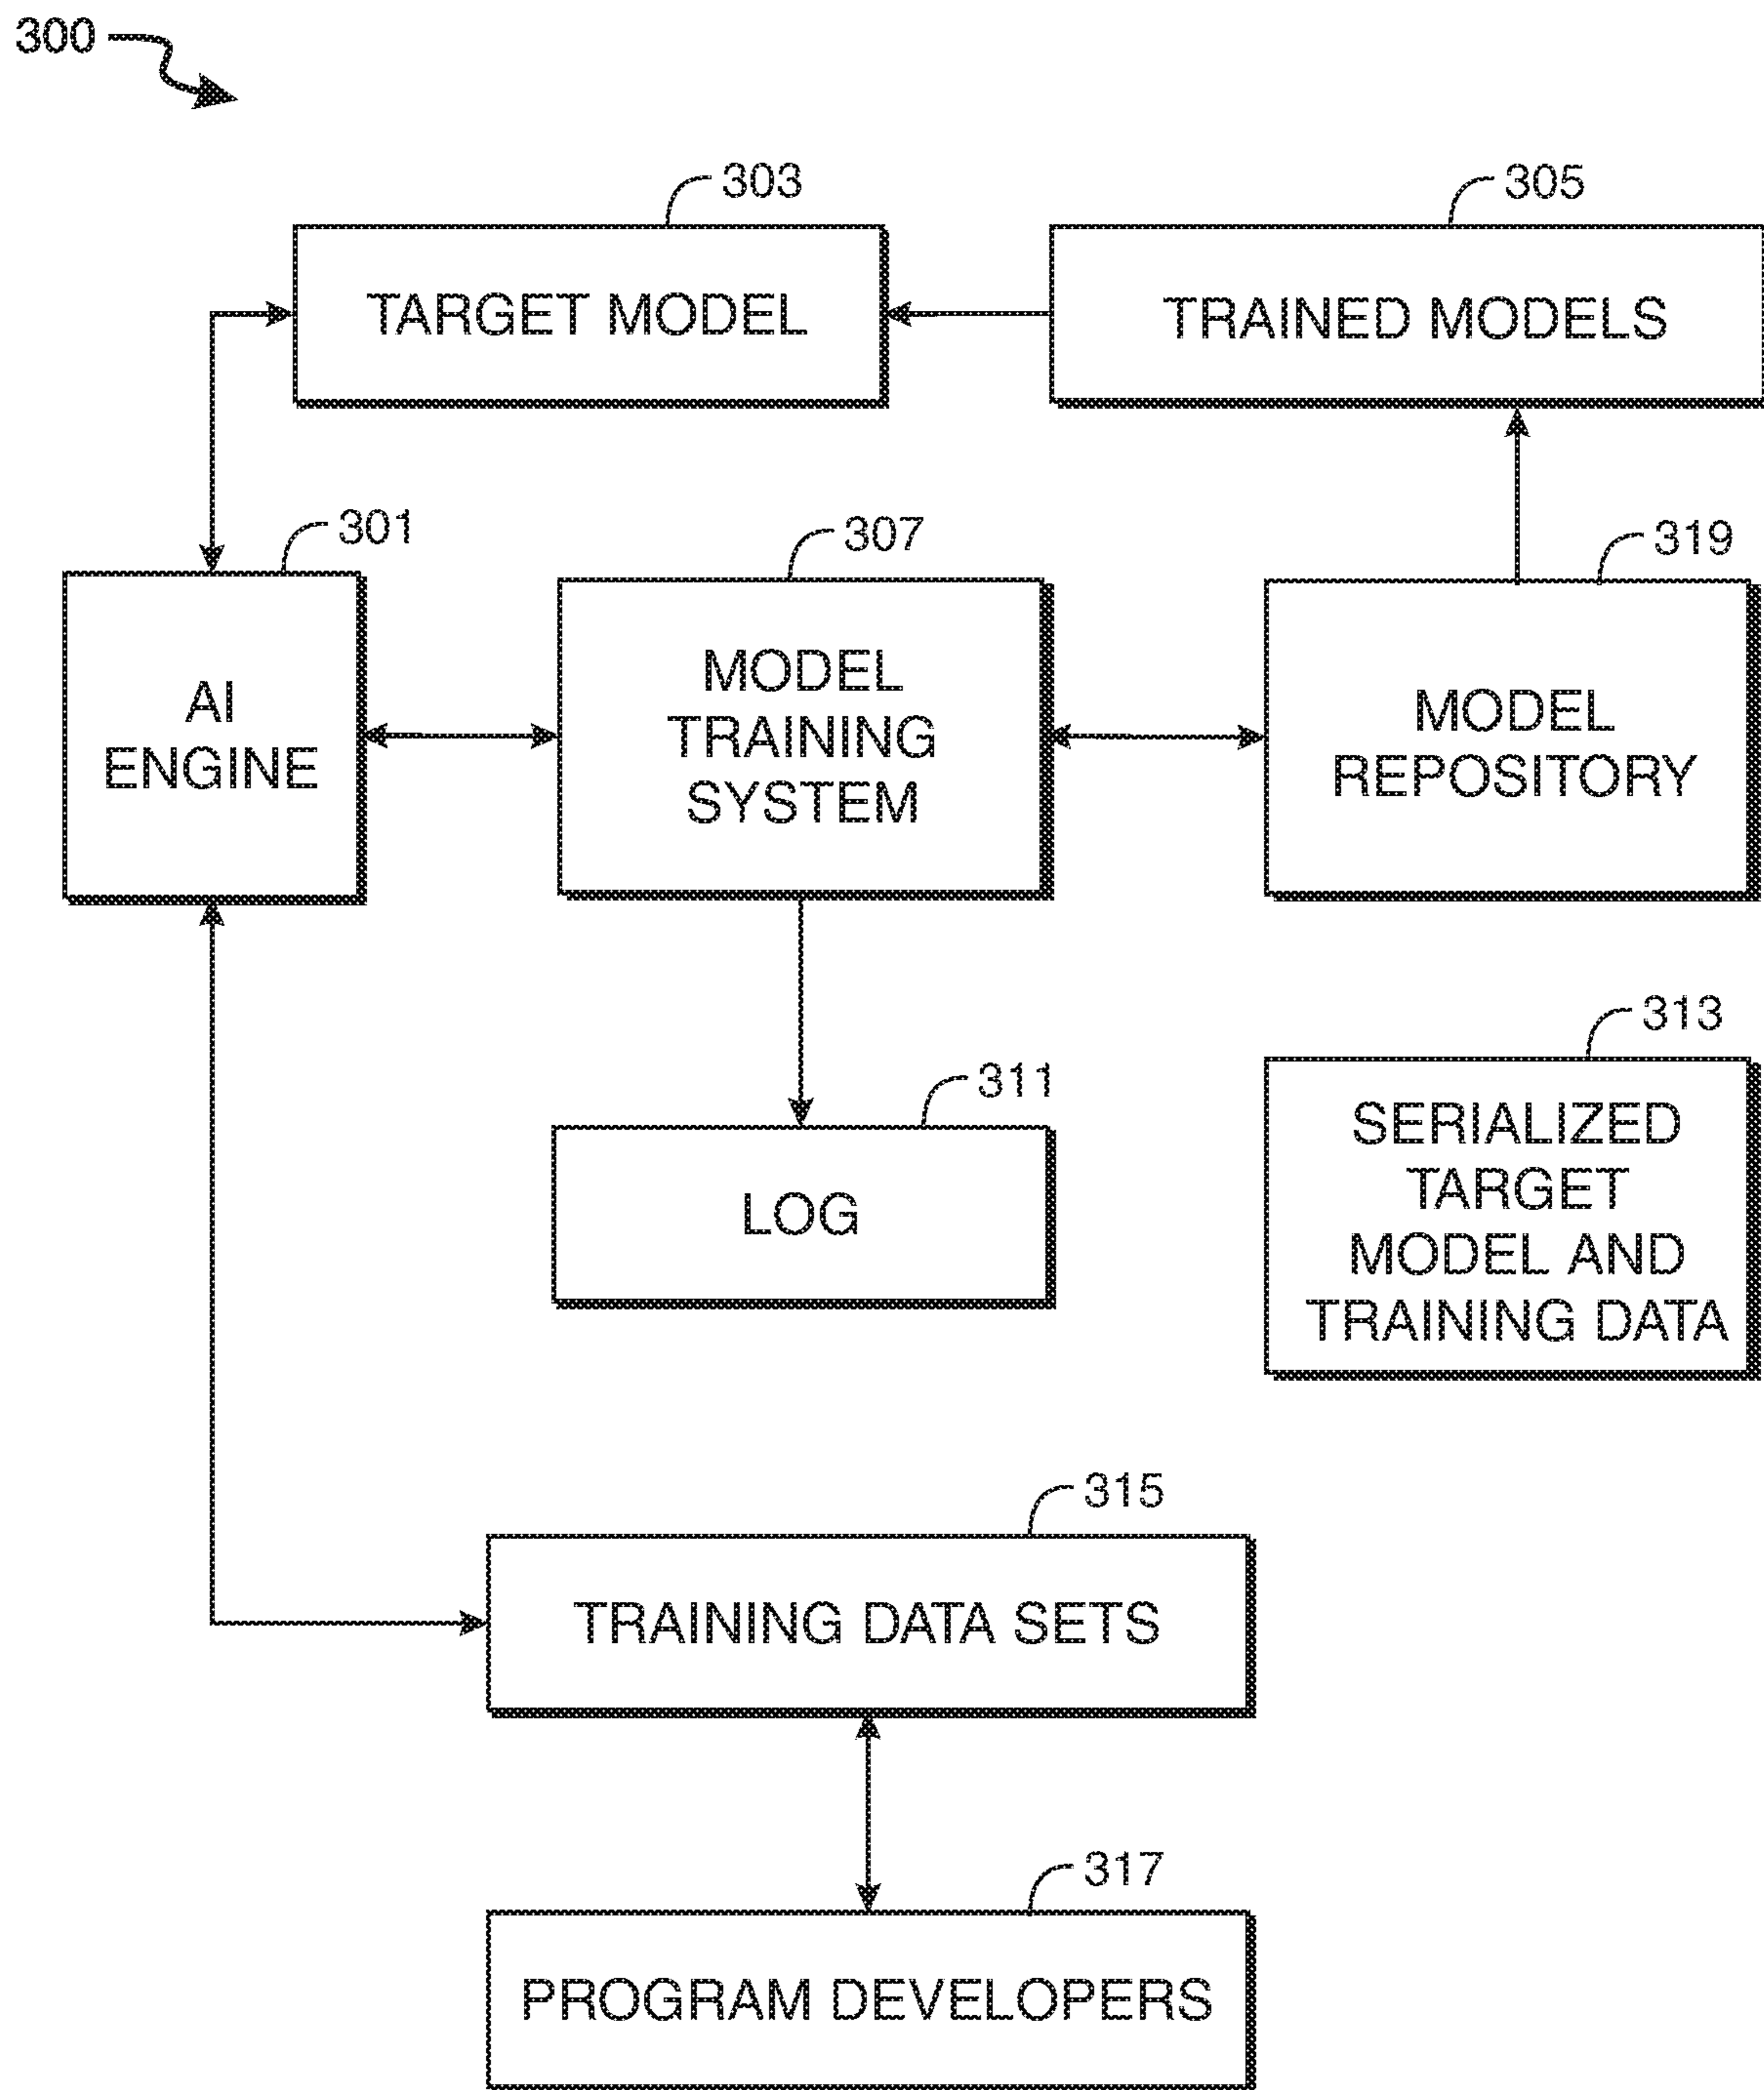 300
303
305
TARGET MODEL
TRAINED MODELS
301
307
319
AI
ENGINE
MODEL
TRAINING
SYSTEM
MODEL
REPOSITORY
313
311
SERIALIZED
TARGET
MODEL AND
TRAINING DATA
LOG
315
TRAINING DATA SETS
317
PROGRAM DEVELOPERS